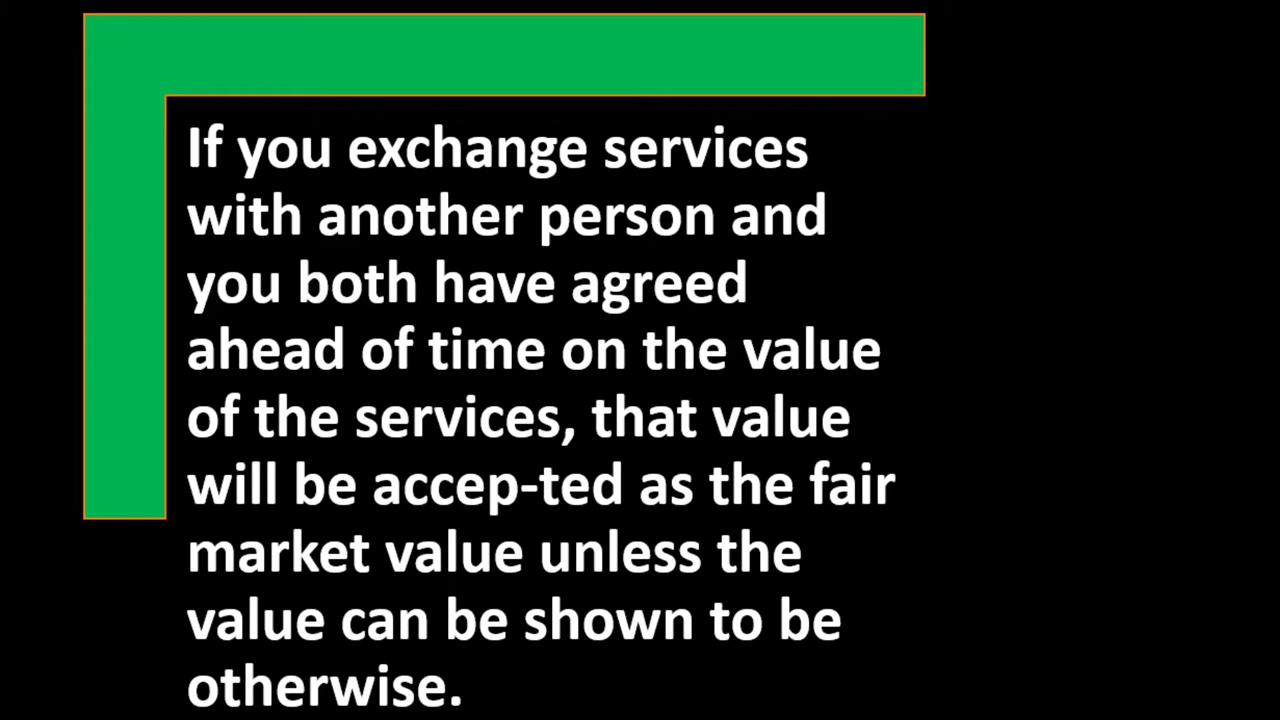 If you exchange services
with another person and
you both have agreed
ahead of time on the value
of the services, that value
will be accep-ted as the fair
market value unless the
value can be shown to be
otherwise.